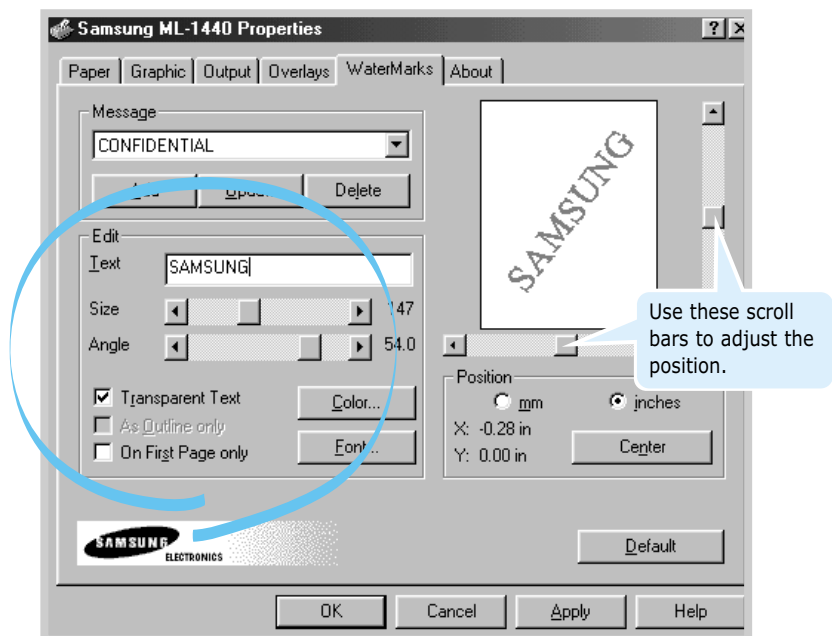 Samsung ML-1440 Properties
Paper Graphic Output Overlays WaterMarks About
Message
CONFIDENTIAL
Delete
Edit
Text SAMSUNG
Size 147
Angle 54.0
Transparent Text Color...
As Outline only
On First Page only Font...
SAMSUNG
Use these scroll
bars to adjust the
position.
Position
mm inches
X: -0.28 in
Y: 0.00 in
Center
SAMSUNG
ELECTRONICS
Default
OK Cancel Apply Help